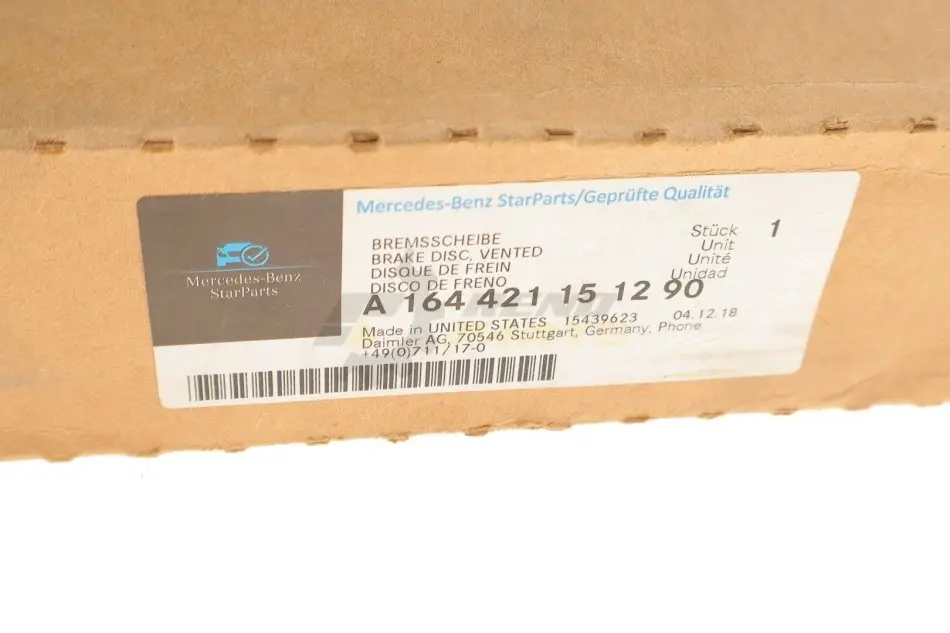 Mercedes-Benz StarParts/Geprüfte Qualität
Mercedes-Benz
StarParts
BREMSSCHEIBE
BRAKE DISC, VENTED
DISQUE DE FREIN
DISCO DE FRENO
Stück 1
Unit
Unité
Unidad
A 164 421 15 12 90
Made in UNITED STATES 15439623 04.12.18
Daimler AG, 70546 Stuttgart, Germany, Phone
+49(0)711/17-0